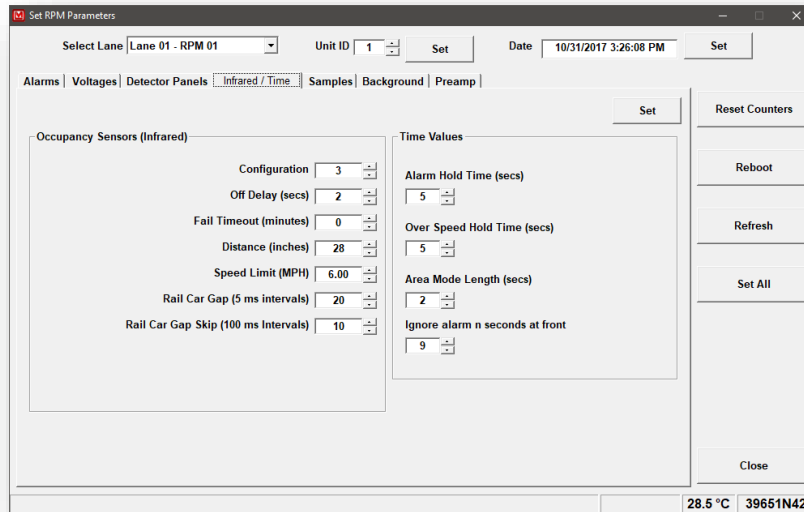 Set RPM Parameters
Select Lane Lane 01 - RPM 01 Unit ID 1 Set Date 10/31/2017 3:26:08 PM Set
Alarms Voltages Detector Panels Infrared / Time Samples Background Preamp
Set
Reset Counters
Reboot
Refresh
Set All
Close
Occupancy Sensors (Infrared)
Configuration 3
Off Delay (secs) 2
Fail Timeout (minutes) 0
Distance (inches) 28
Speed Limit (MPH) 6.00
Rail Car Gap (5 ms intervals) 20
Rail Car Gap Skip (100 ms Intervals) 10
Time Values
Alarm Hold Time (secs)
5
Over Speed Hold Time (secs)
5
Area Mode Length (secs)
2
Ignore alarm n seconds at front
9
28.5 °C 39651N42